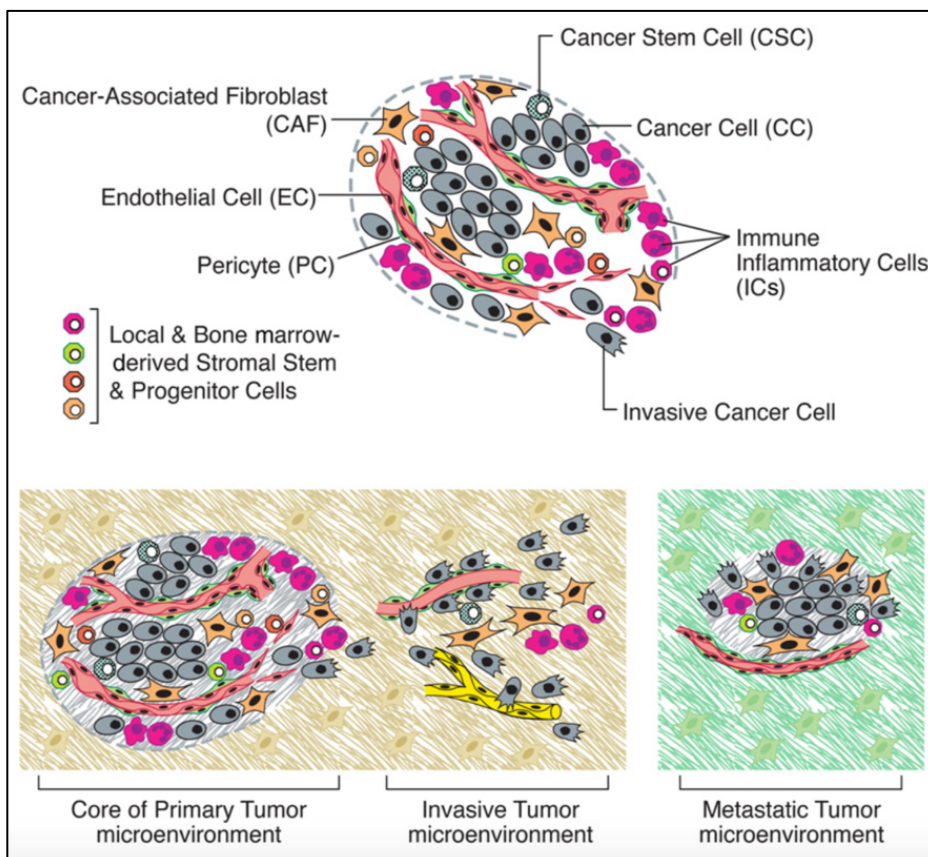 Cancer Stem Cell (CSC)
Cancer-Associated Fibroblast
(CAF)
Cancer Cell (CC)
Endothelial Cell (EC)
Pericyte (PC)
Immune
Inflammatory Cells
(ICs)
Local & Bone marrow-
derived Stromal Stem
& Progenitor Cells
Invasive Cancer Cell
Core of Primary Tumor
microenvironment
Invasive Tumor
microenvironment
Metastatic Tumor
microenvironment